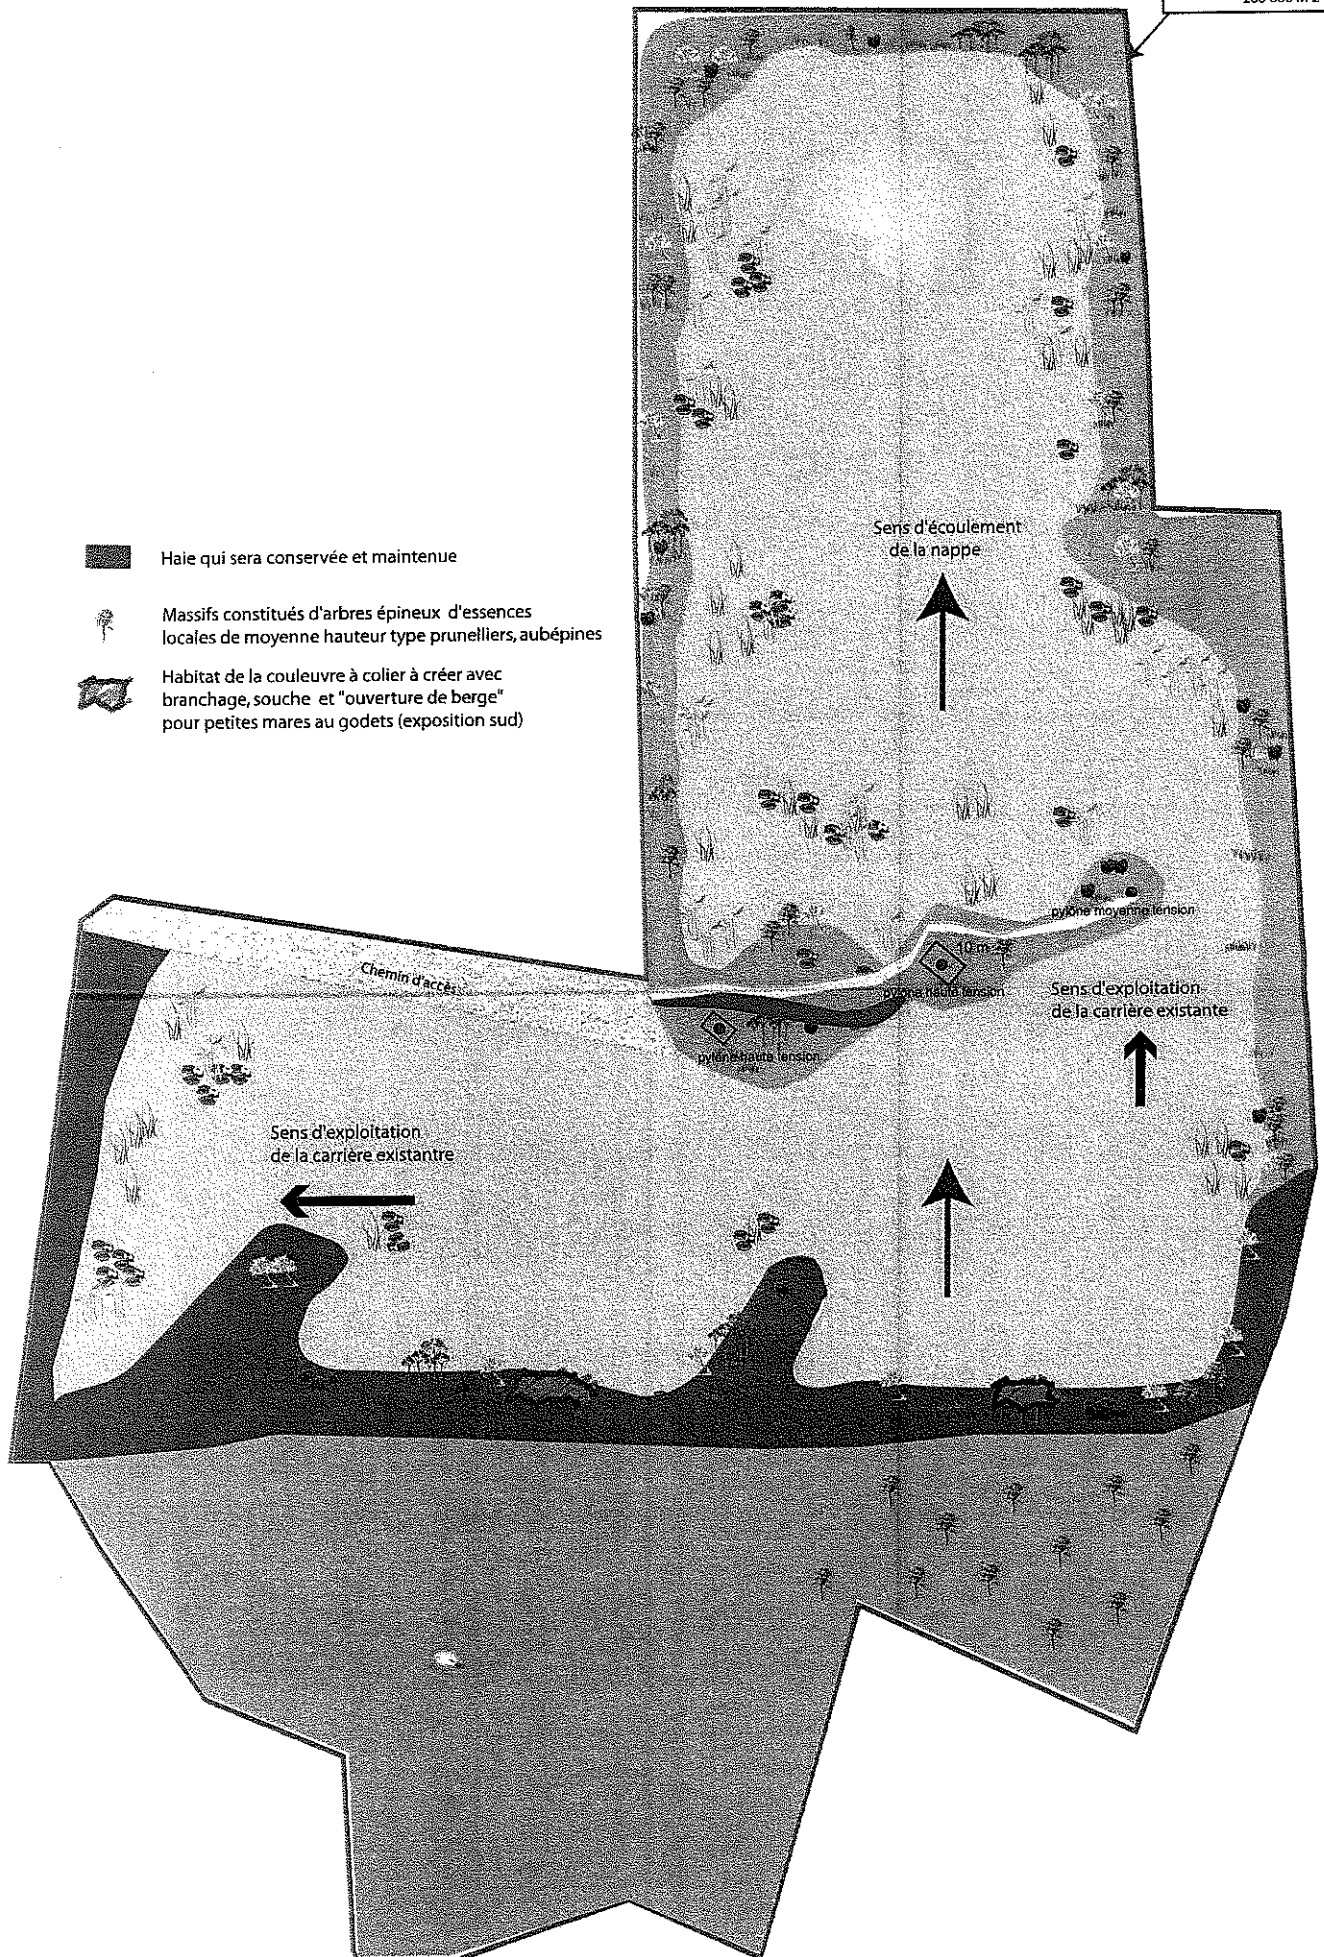 Sens d'écoulement
de la nappe
Haie qui sera conservée et maintenue
Massifs constitués d'arbres épineux d'essences
locales de moyenne hauteur type prunelliers, aubépines
Habitat de la couleuvre à colier à créer avec
branchage, souche et "ouverture de berge"
pour petites mares au godets (exposition sud)
pylône moyenne tension
10 m
Chemin d'accès
pylône haute tension
Sens d'exploitation
de la carrière existante
pylône haute tension
Sens d'exploitation
de la carrière existantre